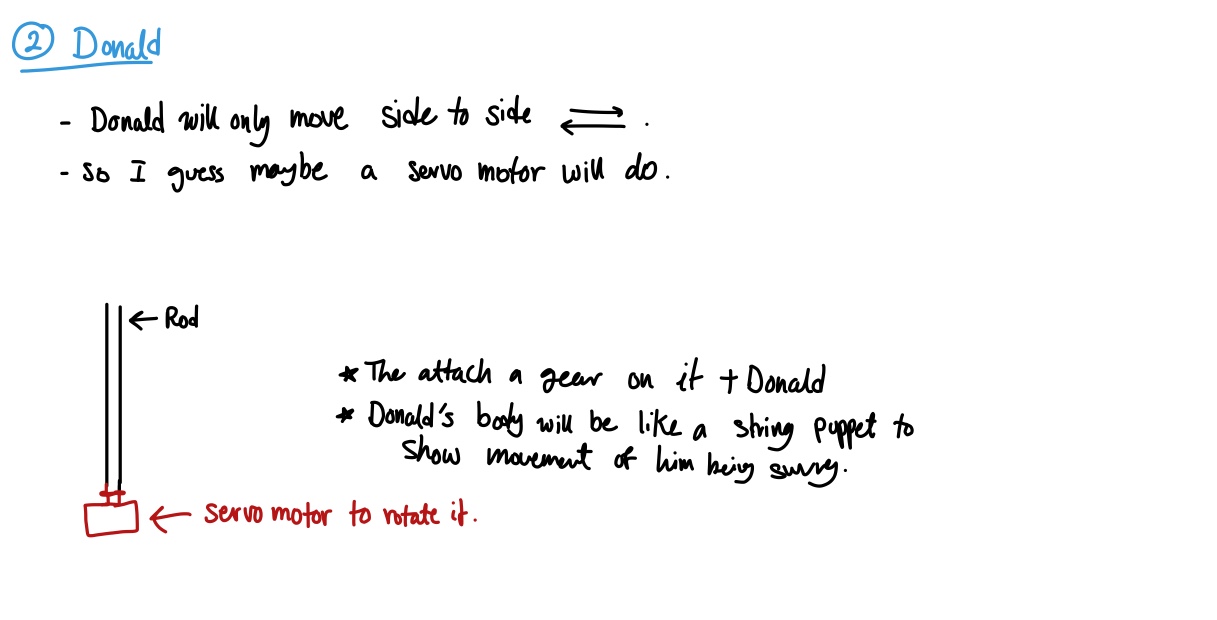 ② Donald
- Donald will only move side to side ⇄ .
- So I guess maybe a servo motor will do.
← Rod
* The attach a gear on it + Donald
* Donald's body will be like a string puppet to
show movement of him being
← Servo motor to rotate it.